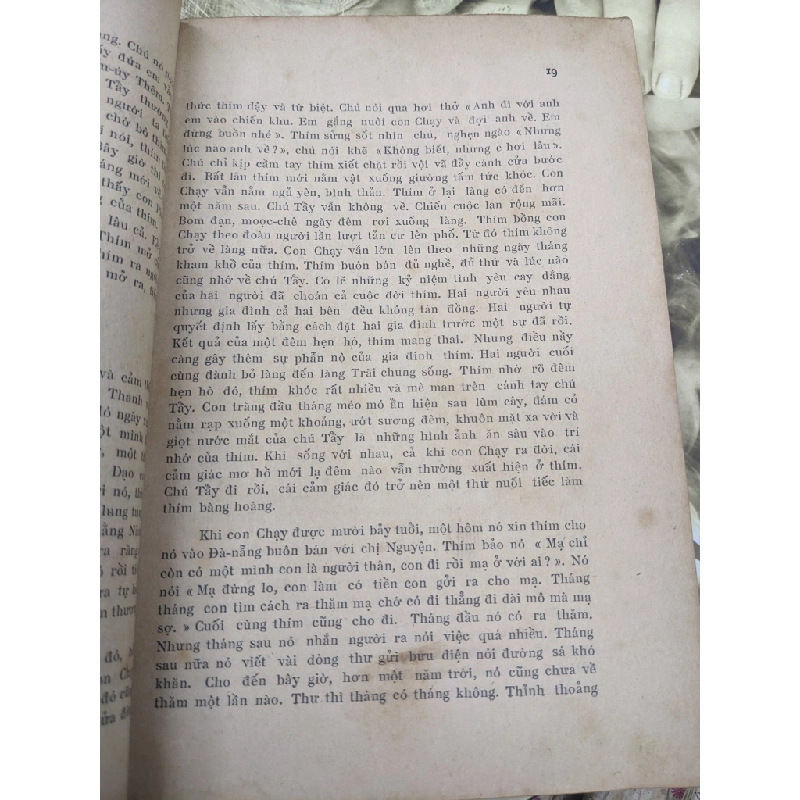 19
thức thím dậy và từ biệt. Chú nói qua hơi thở «Anh đi với anh
em vào chiến khu. Em gắng nuôi con Chạy và đợi anh về. Em
đừng buồn nhé». Thím sững sốt nhìn chú, nghẹn ngào «Nhưng
lúc nào anh về?», chú nói khẽ «Không biết, nhưng chơi lâu».
Chú chỉ kịp cầm tay thím xiết chặt rồi vội vã đẩy cánh cửa bước
đi. Rất lâu thím mới nằm vật xuống giường tấm tức khóc. Con
Chạy vẫn nằm ngủ yên, bình thản. Thím ở lại làng có đến hơn
một năm sau. Chú Tầy vẫn không về. Chiến cuộc lan rộng mãi.
Bom đạn, moọc-chê ngày đêm rơi xuống làng. Thím bồng con
Chạy theo đoàn người lần lượt tản cư lên phố. Từ đó thím không
trở về làng nữa. Con Chạy vẫn lớn lên theo những ngày tháng
kham khổ của thím. Thím buôn bán đủ nghề, đủ thứ và lúc nào
cũng nhớ về chú Tầy. Có lẽ những kỷ niệm tình yêu cay đắng
của hai người đã choán cả cuộc đời thím. Hai người yêu nhau
nhưng gia đình cả hai bên đều không tán đồng. Hai người tự
quyết định lấy bằng cách đặt hai gia đình trước một sự đã rồi.
Kết quả của một đêm hẹn hò, thím mang thai. Nhưng điều nầy
càng gây thêm sự phẫn nộ của gia đình thím. Hai người cuối
cùng đành bỏ làng đến làng Trãi chung sống. Thím nhớ rõ đêm
hẹn hò đó, thím khóc rất nhiều và mê man trên cánh tay chú
Tầy. Con trăng đầu tháng méo mó ẩn hiện sau lùm cây, đám cỏ
nằm rạp xuống một khoảng, ướt sương đêm, khuôn mặt xa vời và
giọt nước mắt của chú Tầy là những hình ảnh ăn sâu vào trí
nhớ của thím. Khi sống với nhau, cả khi con Chạy ra đời, cái
cảm giác mơ hồ mới lạ đêm nào vẫn thường xuất hiện ở thím.
Chú Tầy đi rồi, cái cảm giác đó trở nên một thứ nuối tiếc làm
thím bàng hoàng.
Khi con Chạy được mười bảy tuổi, một hôm nó xin thím cho
nó vào Đà-nẵng buôn bán với chị Nguyện. Thím bảo nó «Mạ chỉ
còn có một mình con là người thân, con đi rồi mạ ở với ai?». Nó
nói «Mạ đừng lo, con làm có tiền con gởi ra cho mạ. Tháng
tháng con tìm cách ra thăm mạ chớ có đi thẳng đi dài mô mà mạ
sợ.» Cuối cùng thím cũng cho đi. Tháng đầu nó có ra thăm.
Nhưng tháng sau nó nhắn người ra nói việc quá nhiều. Tháng
sau nữa nó viết vài dòng thư gửi bưu điện nói đường sá khó
khăn. Cho đến bây giờ, hơn một năm trời, nó cũng chưa về
thăm một lần nào. Thư thì tháng có tháng không. Thỉnh thoảng